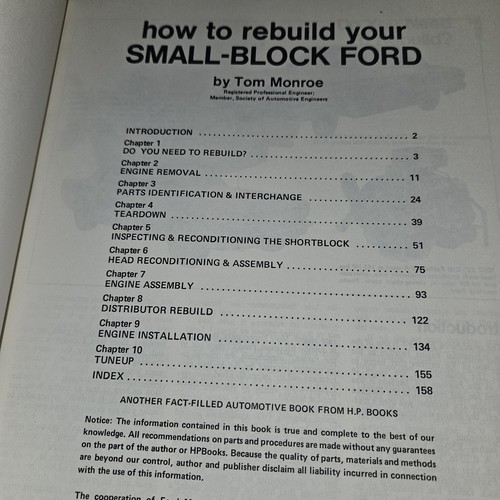 how to rebuild your
SMALL-BLOCK FORD
by Tom Monroe
Registered Professional Engineer;
Member, Society of Automotive Engineers
INTRODUCTION ........................................ 2
Chapter 1
DO YOU NEED TO REBUILD? ............................ 3
Chapter 2
ENGINE REMOVAL ..................................... 11
Chapter 3
PARTS IDENTIFICATION & INTERCHANGE ................. 24
Chapter 4
TEARDOWN ........................................... 39
Chapter 5
INSPECTING & RECONDITIONING THE SHORTBLOCK ......... 51
Chapter 6
HEAD RECONDITIONING & ASSEMBLY ..................... 75
Chapter 7
ENGINE ASSEMBLY .................................... 93
Chapter 8
DISTRIBUTOR REBUILD ................................ 122
Chapter 9
ENGINE INSTALLATION ................................ 134
Chapter 10
TUNEUP ............................................. 155
INDEX .............................................. 158
ANOTHER FACT-FILLED AUTOMOTIVE BOOK FROM H.P. BOOKS
Notice: The information contained in this book is true and complete to the best of our
knowledge. All recommendations on parts and procedures are made without any guarantees
on the part of the author or HPBooks. Because the quality of parts, materials and methods
are beyond our control, author and publisher disclaim all liability incurred in connection
with the use of this information.
The cooperation of